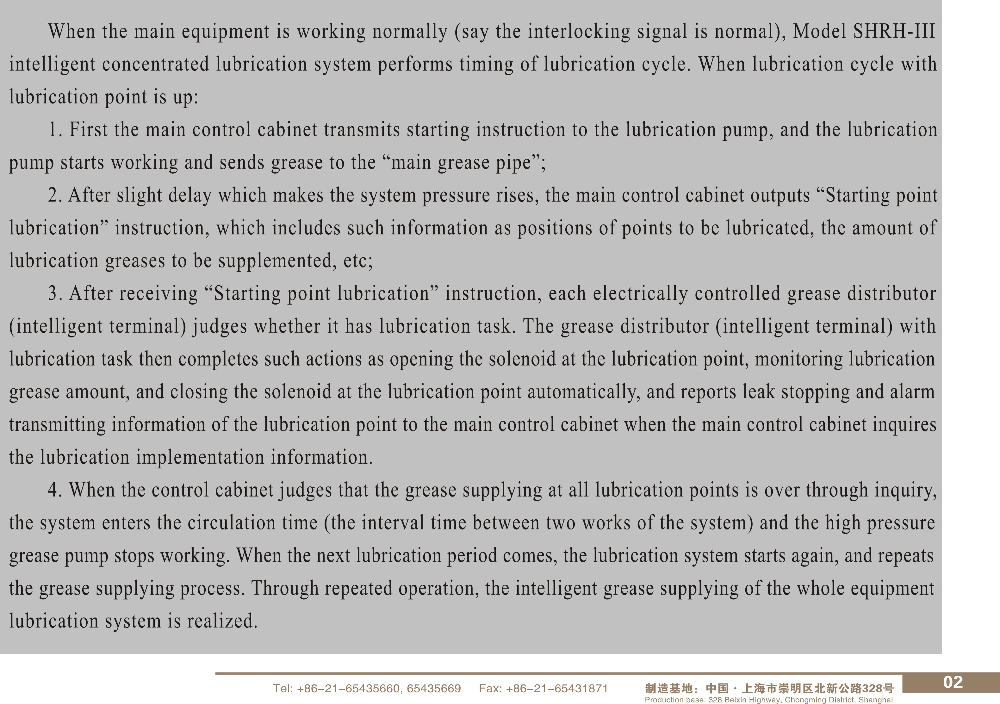 When the main equipment is working normally (say the interlocking signal is normal), Model SHRH-III
intelligent concentrated lubrication system performs timing of lubrication cycle. When lubrication cycle with
lubrication point is up:
1. First the main control cabinet transmits starting instruction to the lubrication pump, and the lubrication
pump starts working and sends grease to the “main grease pipe”;
2. After slight delay which makes the system pressure rises, the main control cabinet outputs “Starting point
lubrication” instruction, which includes such information as positions of points to be lubricated, the amount of
lubrication greases to be supplemented, etc;
3. After receiving “Starting point lubrication” instruction, each electrically controlled grease distributor
(intelligent terminal) judges whether it has lubrication task. The grease distributor (intelligent terminal) with
lubrication task then completes such actions as opening the solenoid at the lubrication point, monitoring lubrication
grease amount, and closing the solenoid at the lubrication point automatically, and reports leak stopping and alarm
transmitting information of the lubrication point to the main control cabinet when the main control cabinet inquires
the lubrication implementation information.
4. When the control cabinet judges that the grease supplying at all lubrication points is over through inquiry,
the system enters the circulation time (the interval time between two works of the system) and the high pressure
grease pump stops working. When the next lubrication period comes, the lubrication system starts again, and repeats
the grease supplying process. Through repeated operation, the intelligent grease supplying of the whole equipment
lubrication system is realized.
Tel: +86–21–65435660, 65435669 Fax: +86–21–65431871
制造基地：中国·上海市崇明区北新公路328号
Production base: 328 Beixin Highway, Chongming District, Shanghai
02